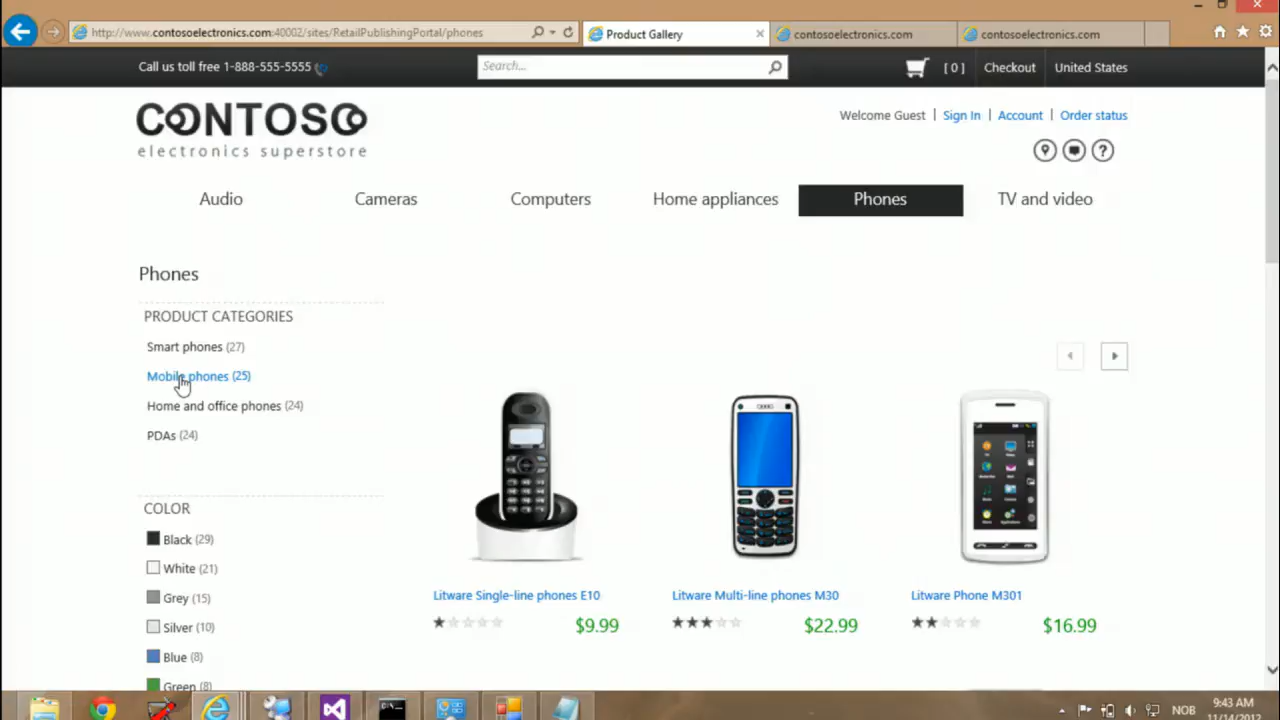 http://www.contosoelectronics.com:40002/sites/RetailPublishingPortal/phones
Product Gallery
contosoelectronics.com
contosoelectronics.com
Call us toll free 1-888-555-5555
Search...
[ 0 ]
Checkout
United States
CONTOSO
electronics superstore
Welcome Guest | Sign In | Account | Order status
Audio
Cameras
Computers
Home appliances
Phones
TV and video
Phones
PRODUCT CATEGORIES
Smart phones (27)
Mobile phones (25)
Home and office phones (24)
PDAs (24)
COLOR
Black (29)
White (21)
Grey (15)
Silver (10)
Blue (8)
Green (8)
Litware Single-line phones E10
$9.99
Litware Multi-line phones M30
$22.99
Litware Phone M301
$16.99
NOB
9:43 AM